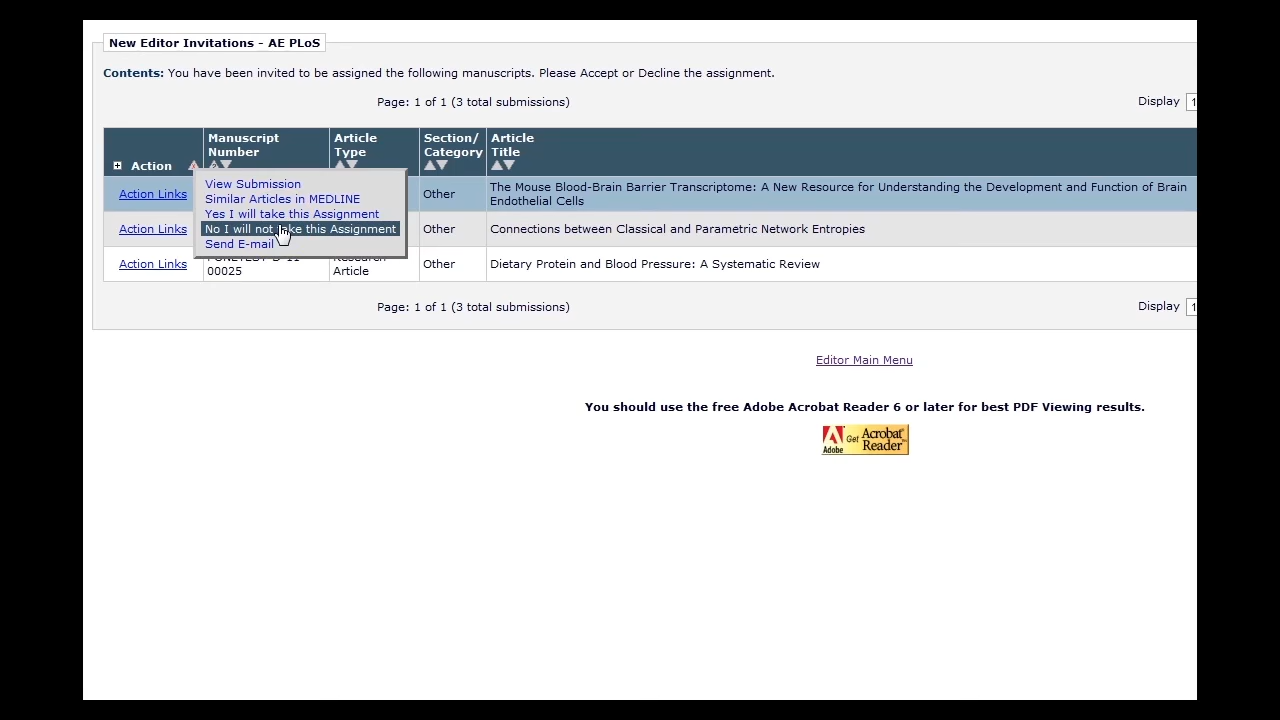 New Editor Invitations - AE PLoS
Contents: You have been invited to be assigned the following manuscripts. Please Accept or Decline the assignment.
Page: 1 of 1 (3 total submissions)
Display 1
Action
Manuscript
Number
Article
Type
Section/
Category
Article
Title
Action Links
View Submission
Similar Articles in MEDLINE
Yes I will take this Assignment
No I will not take this Assignment
Send E-mail
Other
The Mouse Blood-Brain Barrier Transcriptome: A New Resource for Understanding the Development and Function of Brain
Endothelial Cells
Action Links
Other
Connections between Classical and Parametric Network Entropies
Action Links
00025
Research
Article
Other
Dietary Protein and Blood Pressure: A Systematic Review
Page: 1 of 1 (3 total submissions)
Display 1
Editor Main Menu
You should use the free Adobe Acrobat Reader 6 or later for best PDF Viewing results.
Adobe
Get Acrobat
Reader